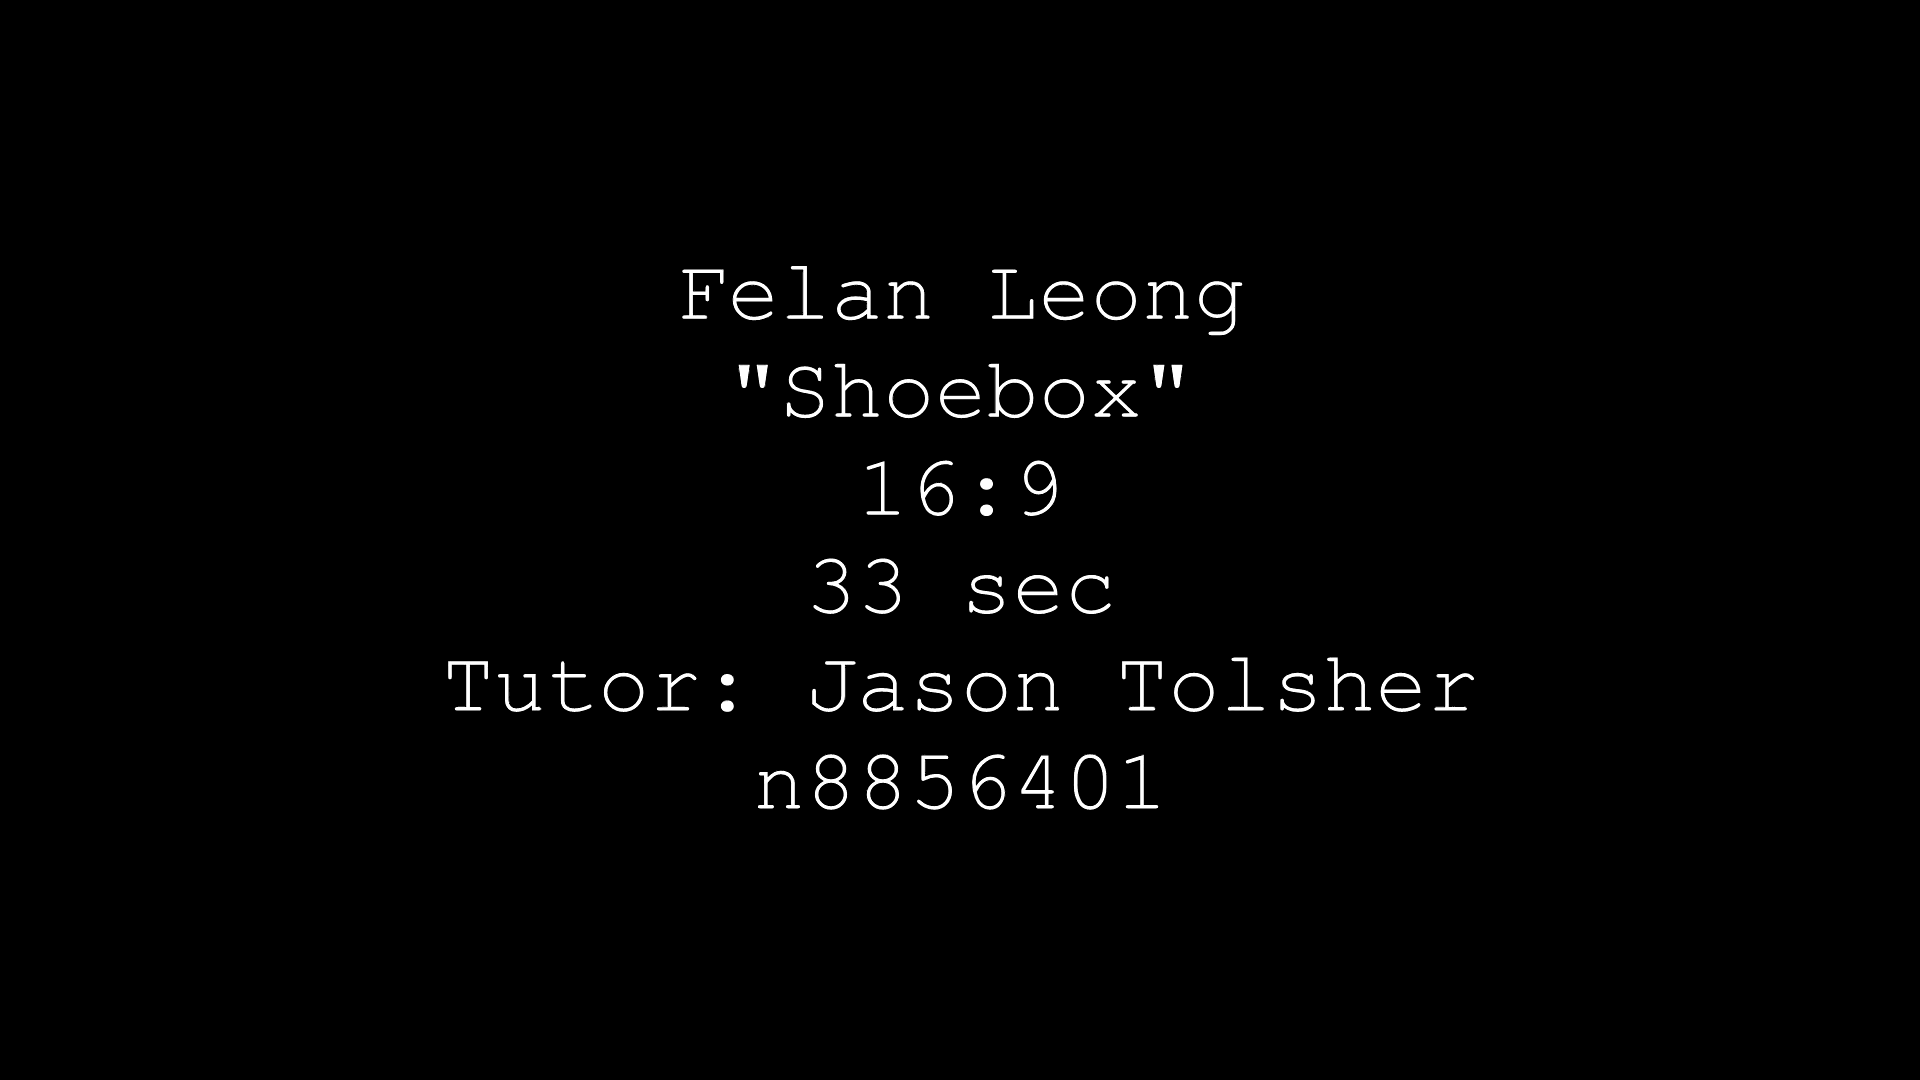 Felan Leong
"Shoebox"
16:9
33 sec
Tutor: Jason Tolsher
n8856401